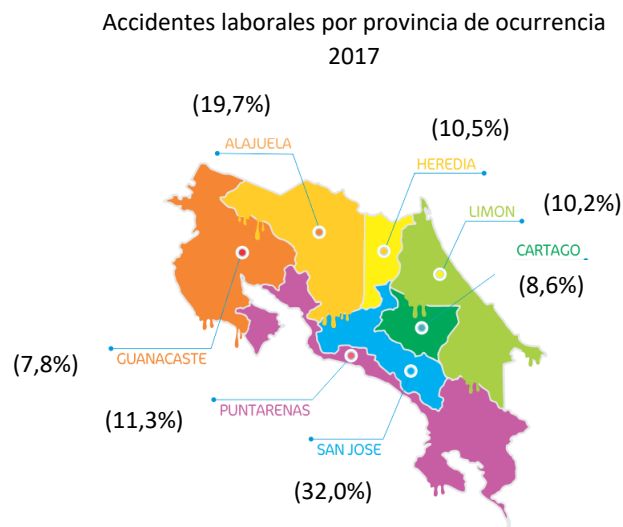 Accidentes laborales por provincia de ocurrencia
2017
(19,7%)
ALAJUELA
(10,5%)
HEREDIA
(10,2%)
LIMON
CARTAGO
(8,6%)
(7,8%)
GUANACASTE
(11,3%)
PUNTARENAS
SAN JOSE
(32,0%)